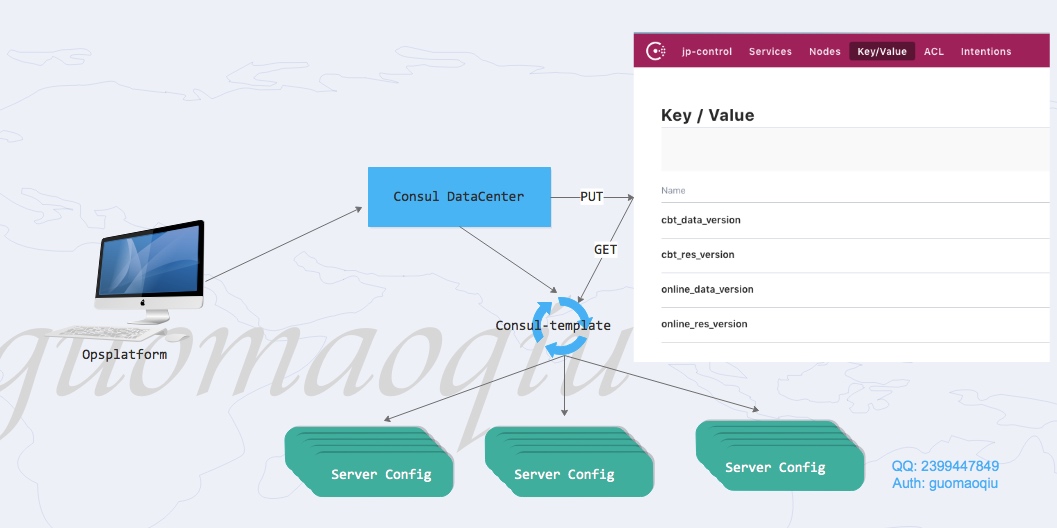 jp-control Services Nodes Key/Value ACL Intentions
Key / Value
Name
cbt_data_version
cbt_res_version
online_data_version
online_res_version
Consul DataCenter
PUT
GET
Consul-template
Opsplatform
guomaoqiu
Server Config
Server Config
Server Config
QQ: 2399447849
Auth: guomaoqiu